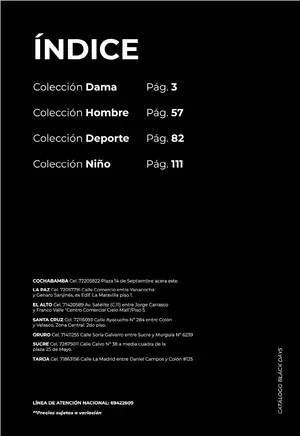 ÍNDICE
Colección Dama Pág. 3
Colección Hombre Pág. 57
Colección Deporte Pág. 82
Colección Niño Pág. 111
COCHABAMBA Cel. 72205822 Plaza 14 de Septiembre acera este.
LA PAZ Cel. 72157791 Calle Comercio entre Yanacocha
y Genaro Sanjinés, ex Edif. La Maravilla piso 1.
EL ALTO Cel. 71420589 Av. Satélite (C.11) entre Jorge Carrasco
y Franco Valle "Centro Comercial Cielo Mall"/Piso 5
SANTA CRUZ Cel. 72115093 Calle Ayacucho N° 284 entre Colón
y Velasco, Zona Central. 2do piso.
ORURO Cel. 71411255 Calle Soria Galvarro entre Sucre y Murguía N° 6239
SUCRE Cel. 72875011 Calle Calvo N° 38 a media cuadra de la
plaza 25 de Mayo.
TARIJA Cel. 71863156 Calle La Madrid entre Daniel Campos y Colon #125
LÍNEA DE ATENCIÓN NACIONAL: 69422609
**Precios sujetos a variación
CATÁLOGO BLACK DAYS